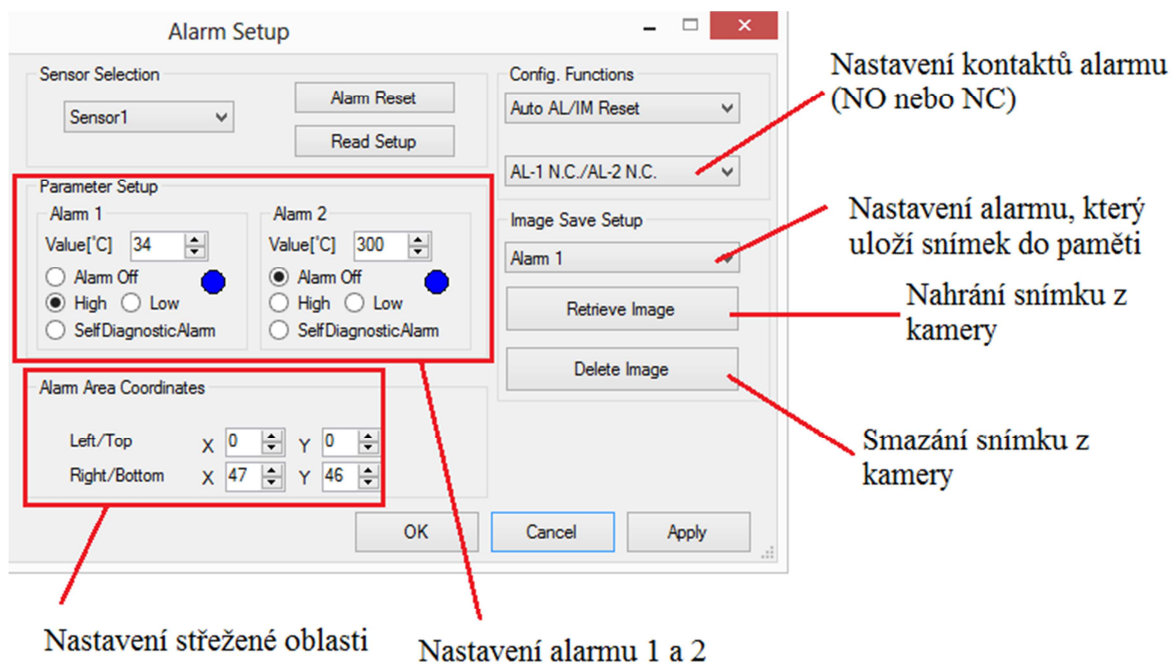 Alarm Setup
Sensor Selection
Sensor1
Alarm Reset
Read Setup
Config. Functions
Auto AL/IM Reset
AL-1 N.C./AL-2 N.C.
Nastavení kontaktů alarmu
(NO nebo NC)
Parameter Setup
Alarm 1
Value[°C] 34
Alarm Off
High Low
SelfDiagnosticAlarm
Alarm 2
Value[°C] 300
Alarm Off
High Low
SelfDiagnosticAlarm
Image Save Setup
Alarm 1
Retrieve Image
Delete Image
Nastavení alarmu, který
uloží snímek do paměti
Nahrání snímku z
kamery
Smazání snímku z
kamery
Alarm Area Coordinates
Left/Top X 0 Y 0
Right/Bottom X 47 Y 46
OK Cancel Apply
Nastavení střežené oblasti
Nastavení alarmu 1 a 2